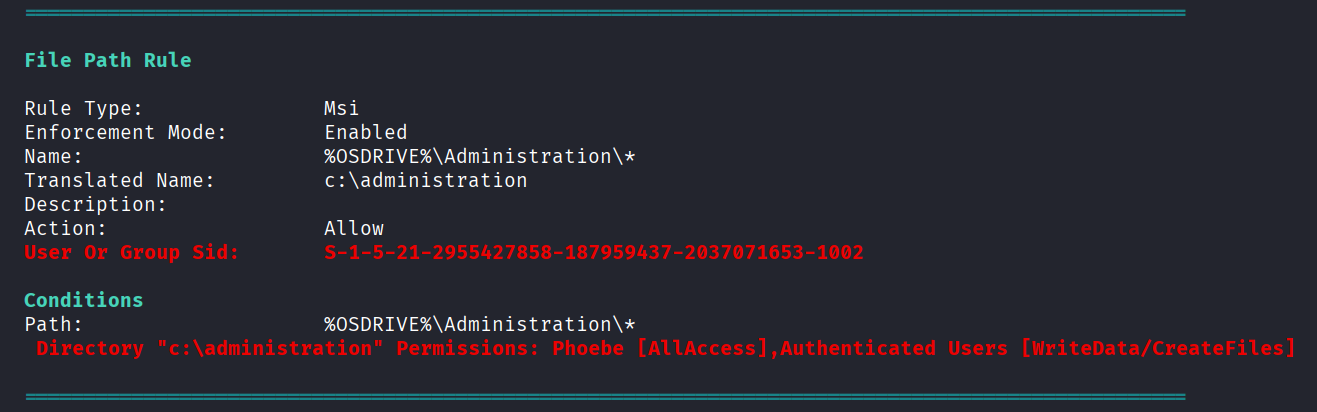 File Path Rule
Rule Type: Msi
Enforcement Mode: Enabled
Name: %OSDRIVE%\Administration\*
Translated Name: c:\administration
Description:
Action: Allow
User Or Group Sid: S-1-5-21-2955427858-187959437-2037071653-1002
Conditions
Path: %OSDRIVE%\Administration\*
Directory "c:\administration" Permissions: Phoebe [AllAccess],Authenticated Users [WriteData/CreateFiles]